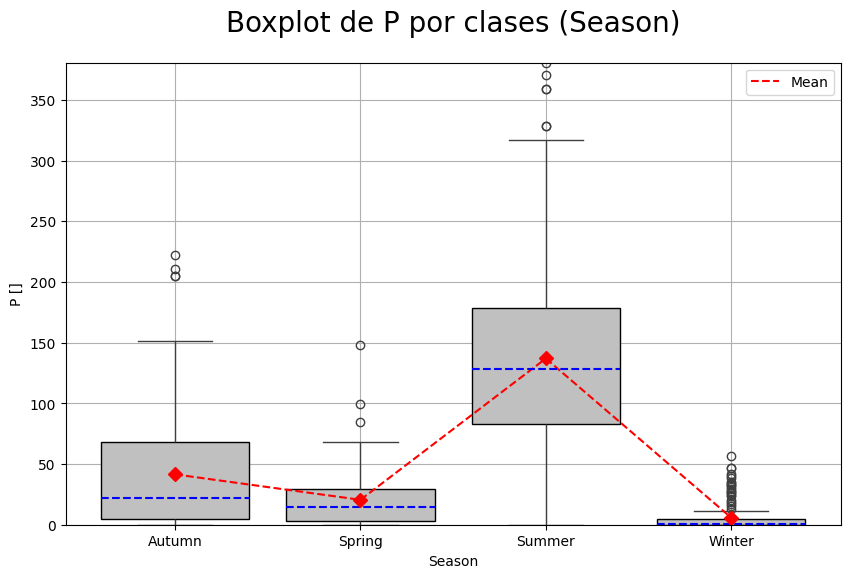 Boxplot de P por clases (Season)
Mean
350
300
250
200
150
100
50
0
P []
Autumn
Spring
Summer
Winter
Season